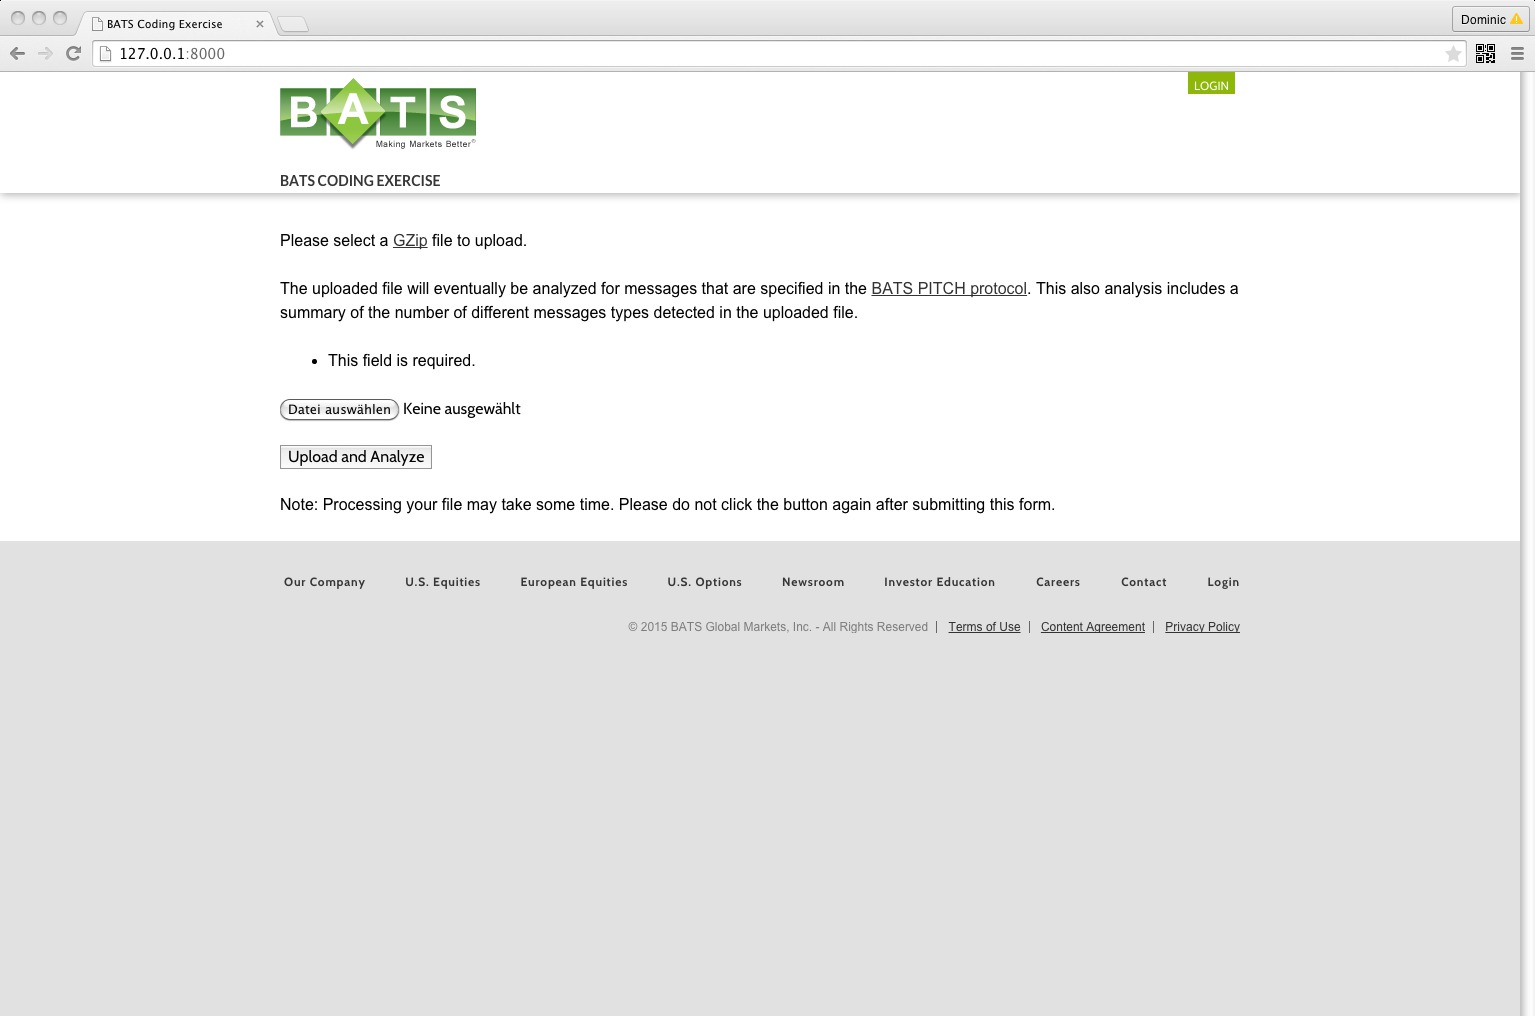 BATS Coding Exercise
Dominic
127.0.0.1:8000
LOGIN
BATS
Making Markets Better®
BATS CODING EXERCISE
Please select a GZip file to upload.
The uploaded file will eventually be analyzed for messages that are specified in the BATS PITCH protocol. This also analysis includes a
summary of the number of different messages types detected in the uploaded file.
• This field is required.
Datei auswählen Keine ausgewählt
Upload and Analyze
Note: Processing your file may take some time. Please do not click the button again after submitting this form.
Our Company U.S. Equities European Equities U.S. Options Newsroom Investor Education Careers Contact Login
© 2015 BATS Global Markets, Inc. - All Rights Reserved | Terms of Use | Content Agreement | Privacy Policy